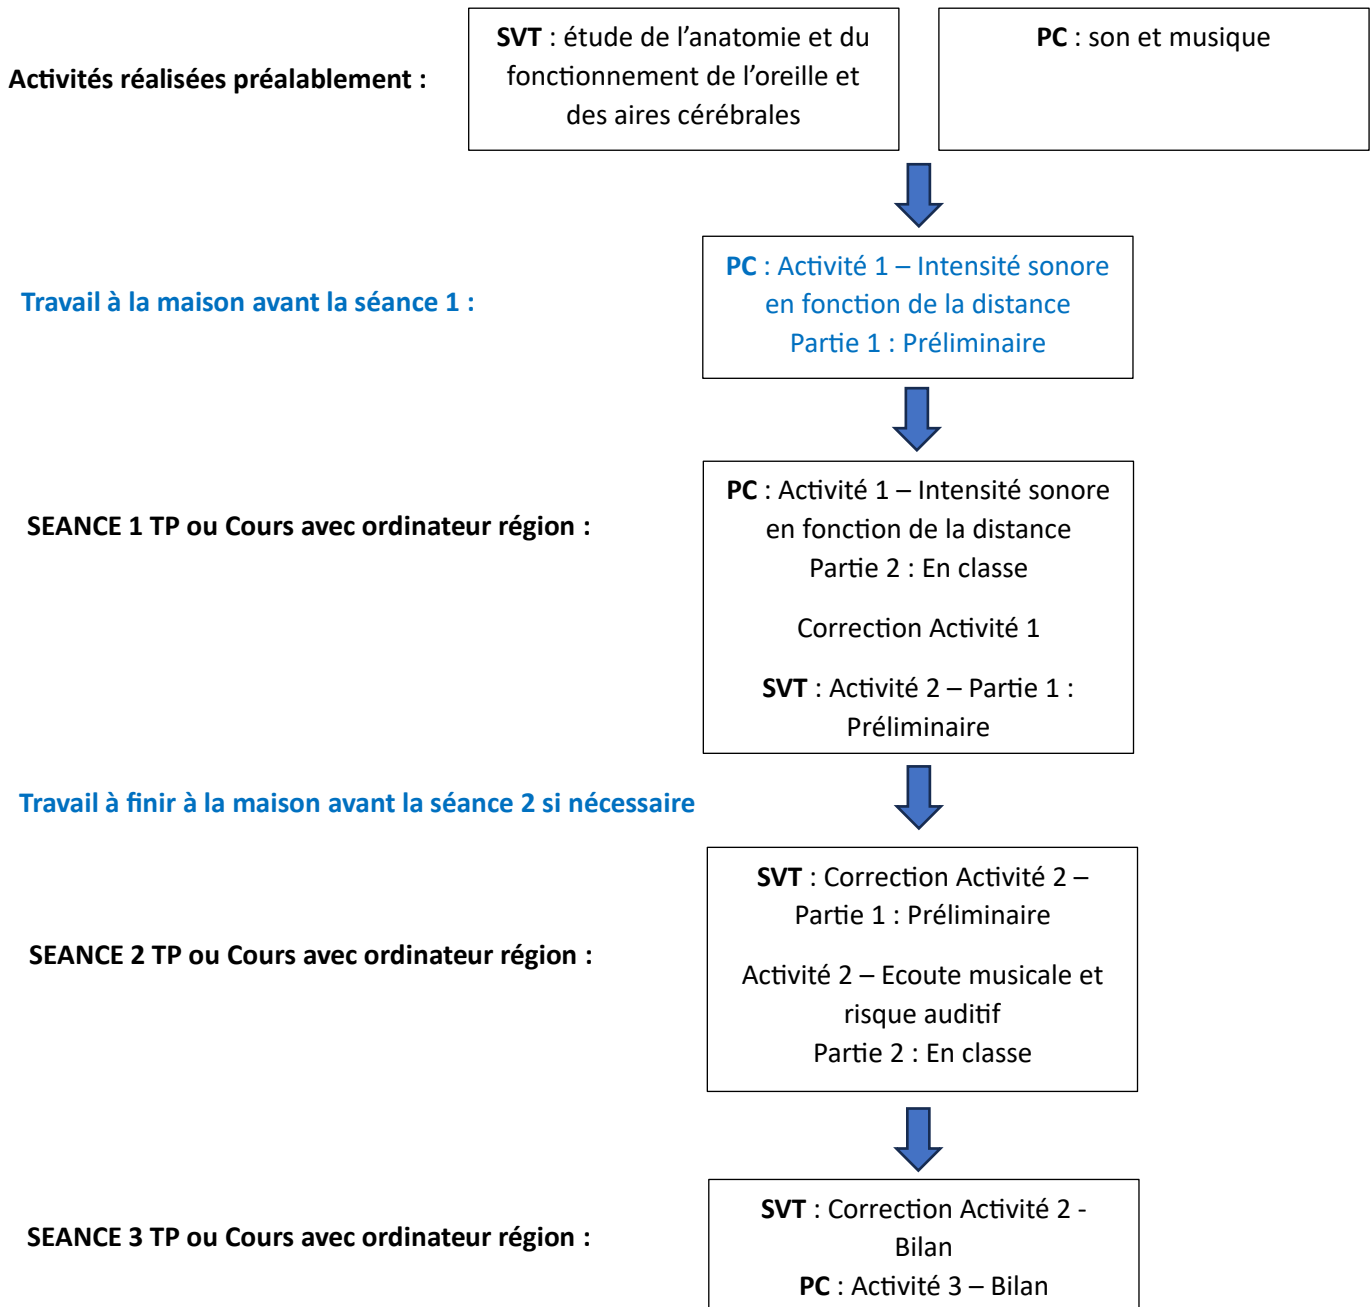 Activités réalisées préalablement :
SVT : étude de l’anatomie et du
fonctionnement de l’oreille et
des aires cérébrales
PC : son et musique
Travail à la maison avant la séance 1 :
PC : Activité 1 – Intensité sonore
en fonction de la distance
Partie 1 : Préliminaire
SEANCE 1 TP ou Cours avec ordinateur région :
PC : Activité 1 – Intensité sonore
en fonction de la distance
Partie 2 : En classe
Correction Activité 1
SVT : Activité 2 – Partie 1 :
Préliminaire
Travail à finir à la maison avant la séance 2 si nécessaire
SEANCE 2 TP ou Cours avec ordinateur région :
SVT : Correction Activité 2 –
Partie 1 : Préliminaire
Activité 2 – Ecoute musicale et
risque auditif
Partie 2 : En classe
SEANCE 3 TP ou Cours avec ordinateur région :
SVT : Correction Activité 2 -
Bilan
PC : Activité 3 – Bilan